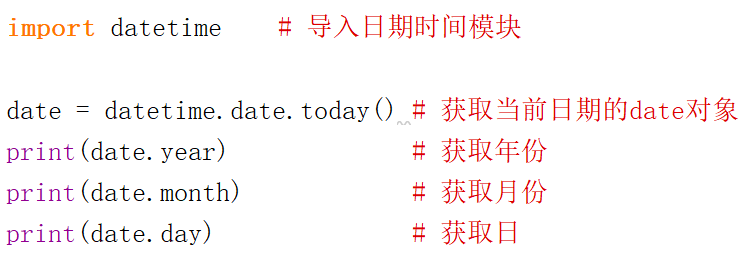 import datetime    # 导入日期时间模块
date = datetime.date.today() # 获取当前日期的date对象
print(date.year)              # 获取年份
print(date.month)             # 获取月份
print(date.day)               # 获取日